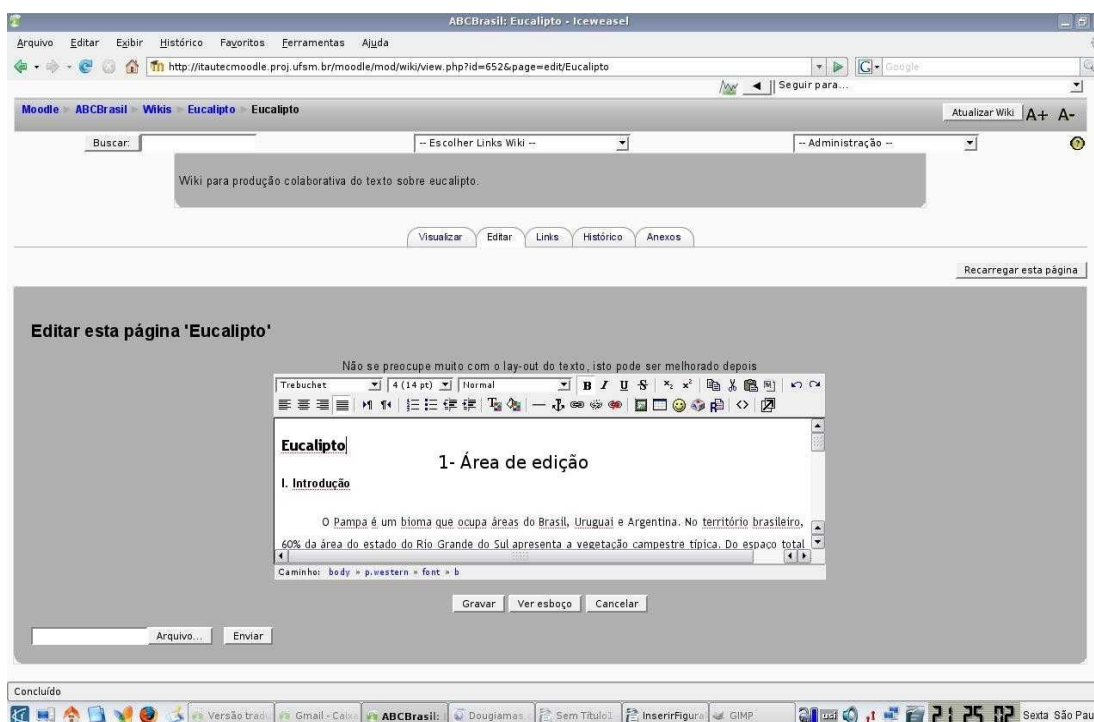 ABCBrasil: Eucalipto - Iceweasel
Arquivo Editar Exibir Histórico Favoritos Ferramentas Ajuda
http://itautecmoodle.proj.ufsm.br/moodle/mod/wiki/view.php?id=652&page=edit/Eucalipto G Google
Seguir para...
Moodle ► ABCBrasil ► Wikis ► Eucalipto ► Eucalipto Atualizar Wiki A+ A-
Buscar: -- Escolher Links Wiki -- -- Administração --
Wiki para produção colaborativa do texto sobre eucalipto.
Visualizar Editar Links Histórico Anexos
Recarregar esta página
Editar esta página 'Eucalipto'
Não se preocupe muito com o lay-out do texto, isto pode ser melhorado depois
Trebuchet 4 (14 pt) Normal B I U S x₂ x²
Eucalipto
1- Área de edição
I. Introdução
O Pampa é um bioma que ocupa áreas do Brasil, Uruguai e Argentina. No território brasileiro,
60% da área do estado do Rio Grande do Sul apresenta a vegetação campestre típica. Do espaço total
Caminho: body » p.western » font » b
Gravar Ver esboço Cancelar
Arquivo... Enviar
Concluído
Versão tradu Gmail - Caixa ABCBrasil: Dougiamas Sem Título1 InserirFigura GIMP usi 21 25 02 Sexta São Pau